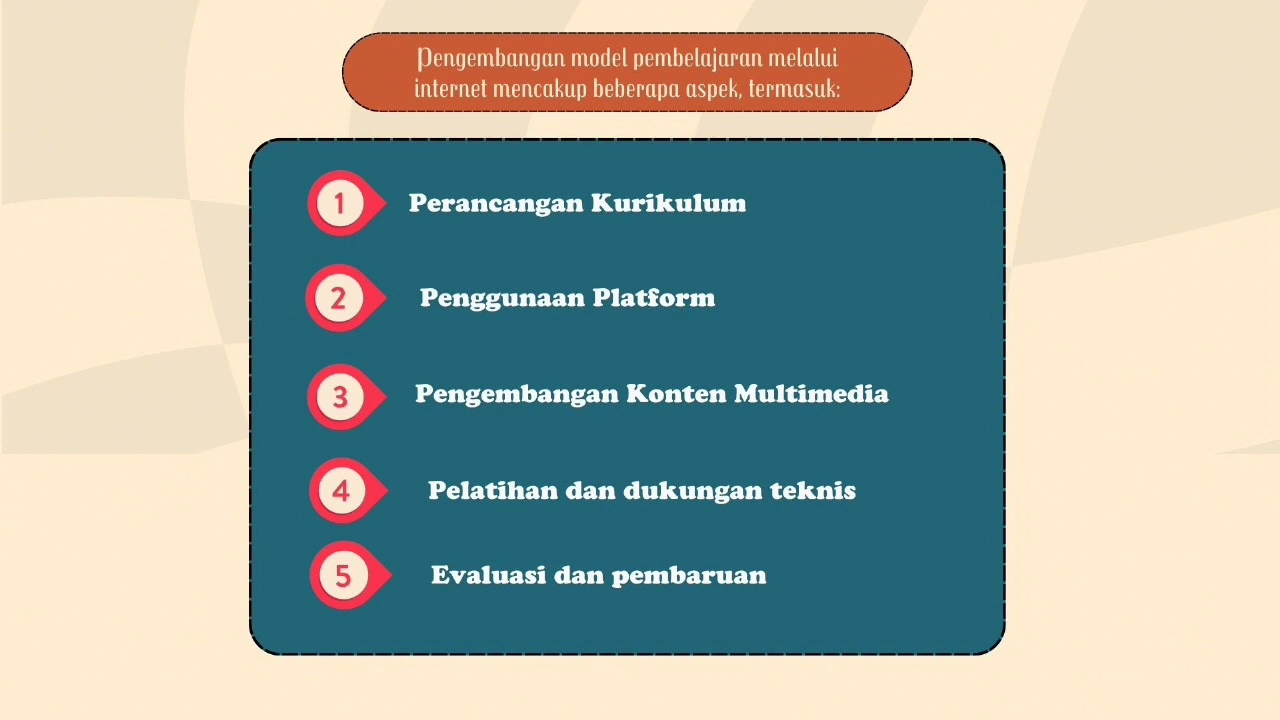 Pengembangan model pembelajaran melalui
internet mencakup beberapa aspek, termasuk:
1 Perancangan Kurikulum
2 Penggunaan Platform
3 Pengembangan Konten Multimedia
4 Pelatihan dan dukungan teknis
5 Evaluasi dan pembaruan